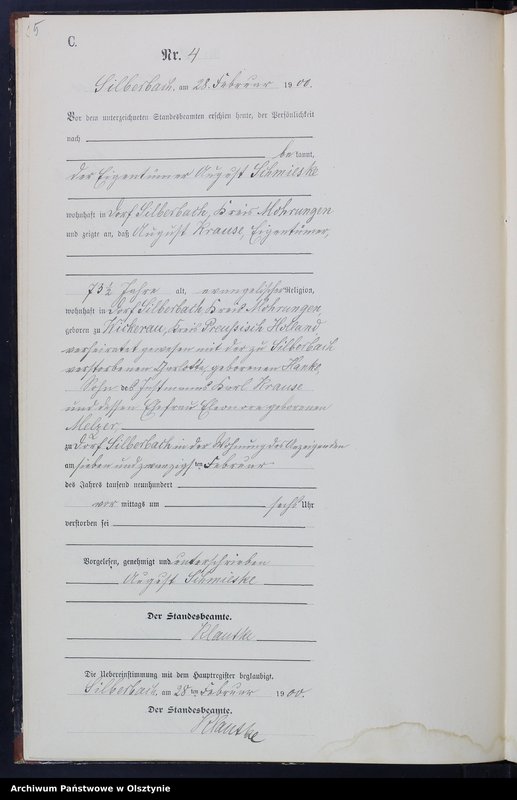 C.
Nr. 4
Silberbach, am 28. Februar 1900.
Vor dem unterzeichneten Standesbeamten erschien heute, der Persönlichkeit
nach
bekannt,
der Eigentümer August Schmieske
wohnhaft in Dorf Silberbach, Kreis Mohrungen
und zeigte an, daß August Krause, Eigentümer,
73½ Jahre alt, evangelischer Religion,
wohnhaft in Dorf Silberbach Kreis Mohrungen,
geboren zu Wickerau, Kreis Preußisch Holland
verheiratet gewesen mit der zu Silberbach
verstorbenen Charlotte, geborenen Hanke,
Sohn des Instmanns Karl Krause
und dessen Ehefrau Eleonore geborenen
Melzer,
zu Dorf Silberbach in der Wohnung des Anzeigenden
am sieben und zwanzigsten Februar
des Jahres tausend neunhundert
vormittags um sechs Uhr
verstorben sei
Vorgelesen, genehmigt und unterschrieben
August Schmieske
Der Standesbeamte.
Klautke
Die Uebereinstimmung mit dem Hauptregister beglaubigt.
Silberbach, am 28ten Februar 1900.
Der Standesbeamte.
Klautke
Archiwum Państwowe w Olsztynie